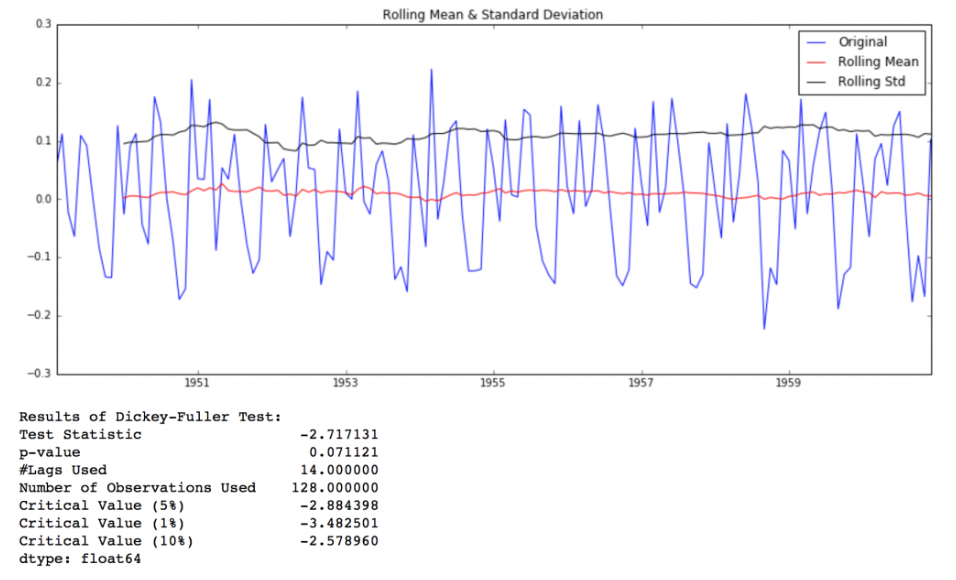 Rolling Mean & Standard Deviation
0.3
Original
Rolling Mean
Rolling Std
0.2
0.1
0.0
−0.1
−0.2
−0.3
1951 1953 1955 1957 1959
Results of Dickey-Fuller Test:
Test Statistic -2.717131
p-value 0.071121
#Lags Used 14.000000
Number of Observations Used 128.000000
Critical Value (5%) -2.884398
Critical Value (1%) -3.482501
Critical Value (10%) -2.578960
dtype: float64